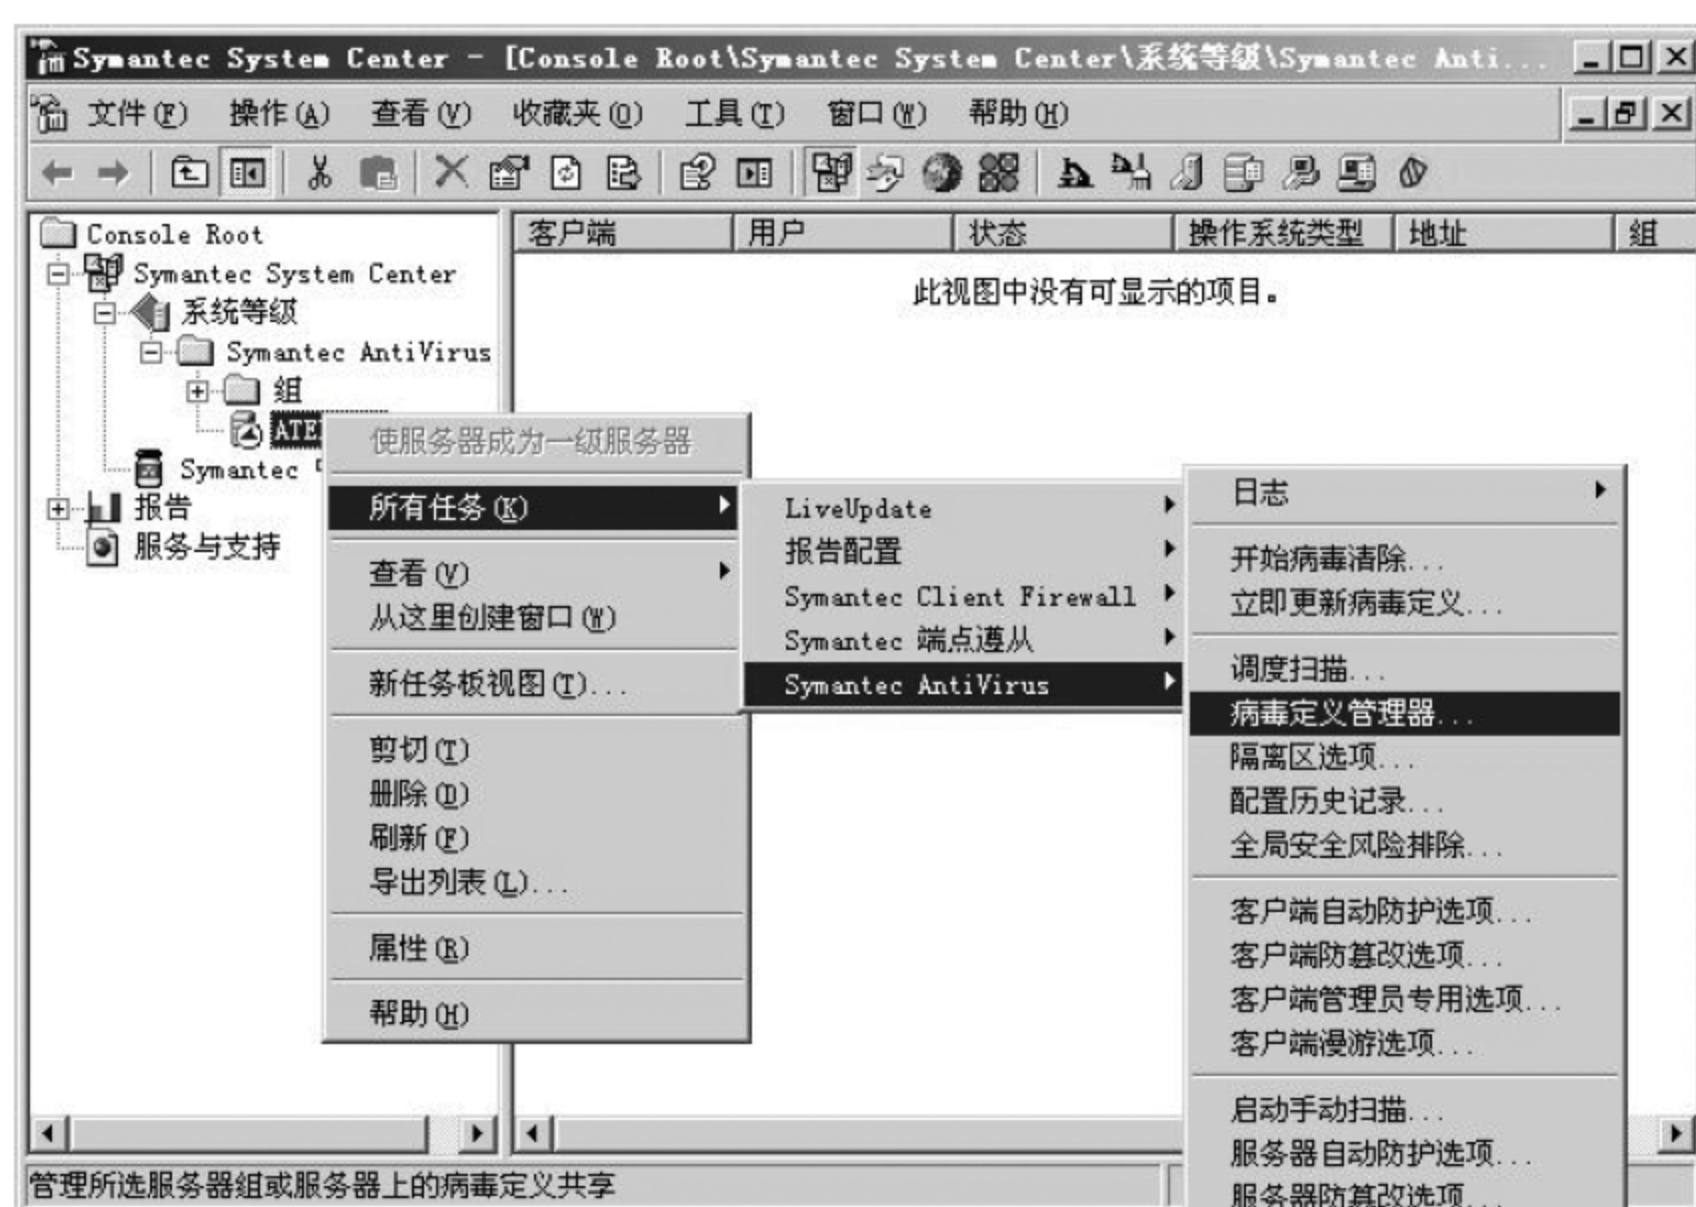 Symantec System Center - [Console Root\Symantec System Center\系统等级\Symantec Anti...
文件(F) 操作(A) 查看(V) 收藏夹(O) 工具(T) 窗口(W) 帮助(H)
客户端 用户 状态 操作系统类型 地址 组
此视图中没有可显示的项目。
Console Root
Symantec System Center
系统等级
Symantec AntiVirus
组
Symantec
报告
服务与支持
使服务器成为一级服务器
所有任务(K)
查看(V)
从这里创建窗口(W)
新任务板视图(T)...
剪切(T)
删除(D)
刷新(F)
导出列表(L)...
属性(R)
帮助(H)
LiveUpdate
报告配置
Symantec Client Firewall
Symantec 端点遵从
Symantec AntiVirus
日志
开始病毒清除...
立即更新病毒定义...
调度扫描...
病毒定义管理器...
隔离区选项...
配置历史记录...
全局安全风险排除...
客户端自动防护选项...
客户端防篡改选项...
客户端管理员专用选项...
客户端漫游选项...
启动手动扫描...
服务器自动防护选项...
服务器防篡改选项...
管理所选服务器组或服务器上的病毒定义共享